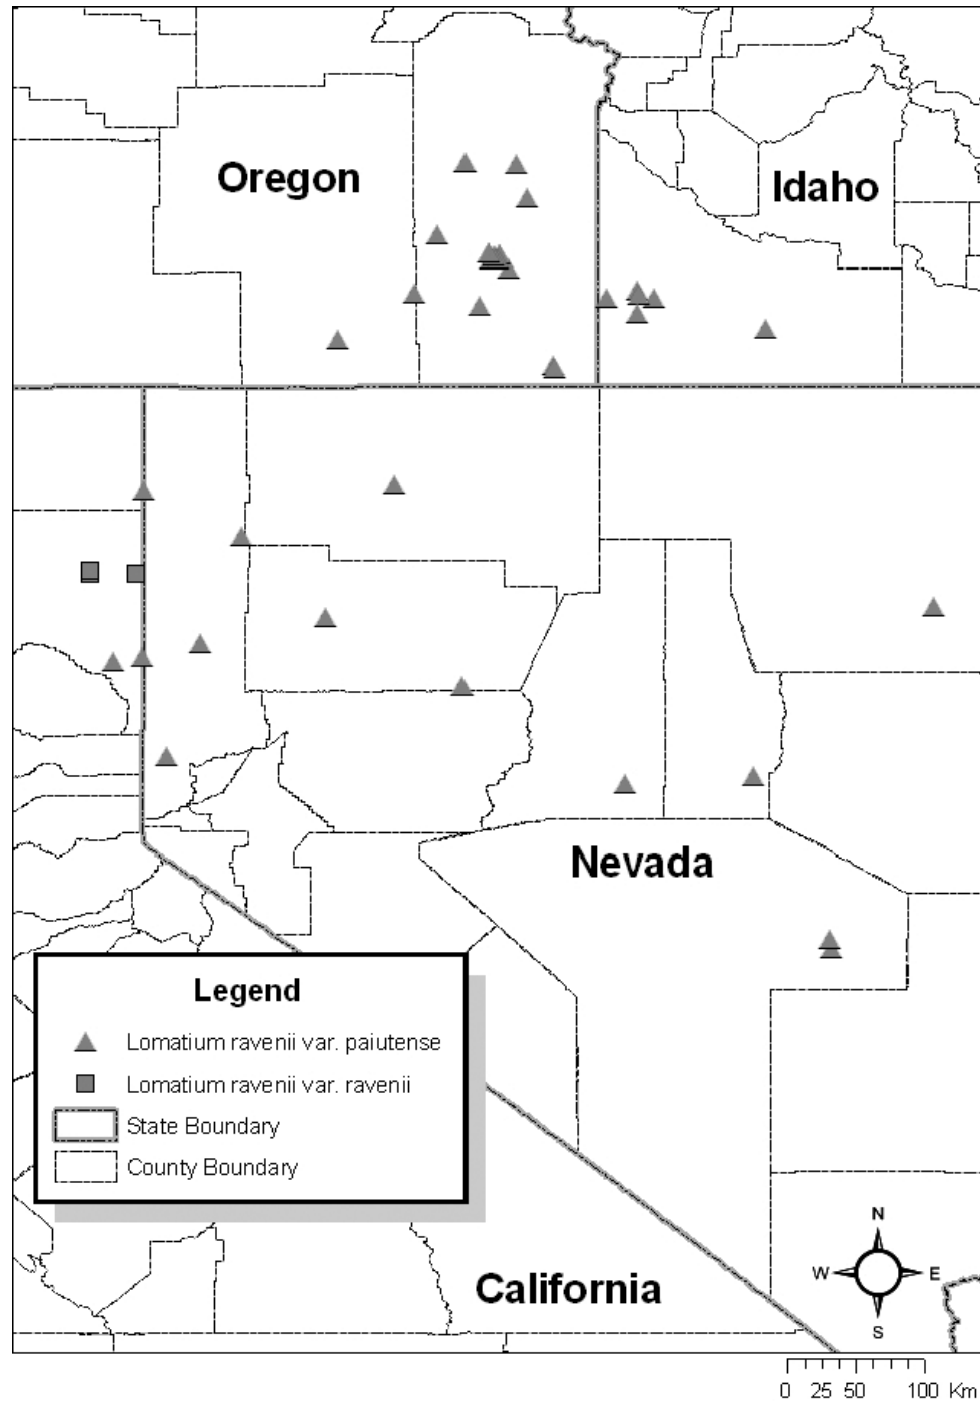 Oregon
Idaho
Nevada
Legend
Lomatium ravenii var. paiutense
Lomatium ravenii var. ravenii
State Boundary
County Boundary
California
N
W E
S
0 25 50 100 Km